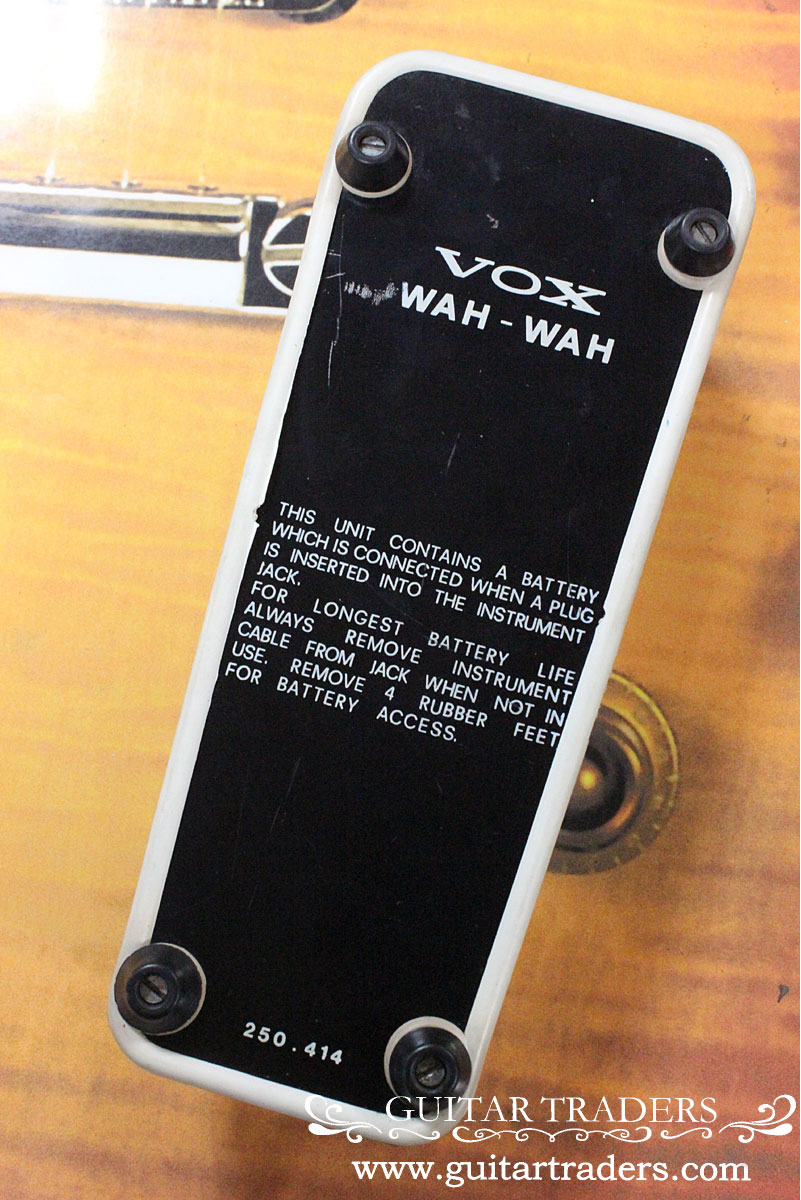 VOX
WAH - WAH
THIS UNIT CONTAINS A BATTERY
WHICH IS CONNECTED WHEN A PLUG
IS INSERTED INTO THE INSTRUMENT
JACK.
FOR LONGEST BATTERY LIFE
ALWAYS REMOVE INSTRUMENT
CABLE FROM JACK WHEN NOT IN
USE. REMOVE 4 RUBBER FEET
FOR BATTERY ACCESS.
250.414
GUITAR TRADERS
www.guitartraders.com